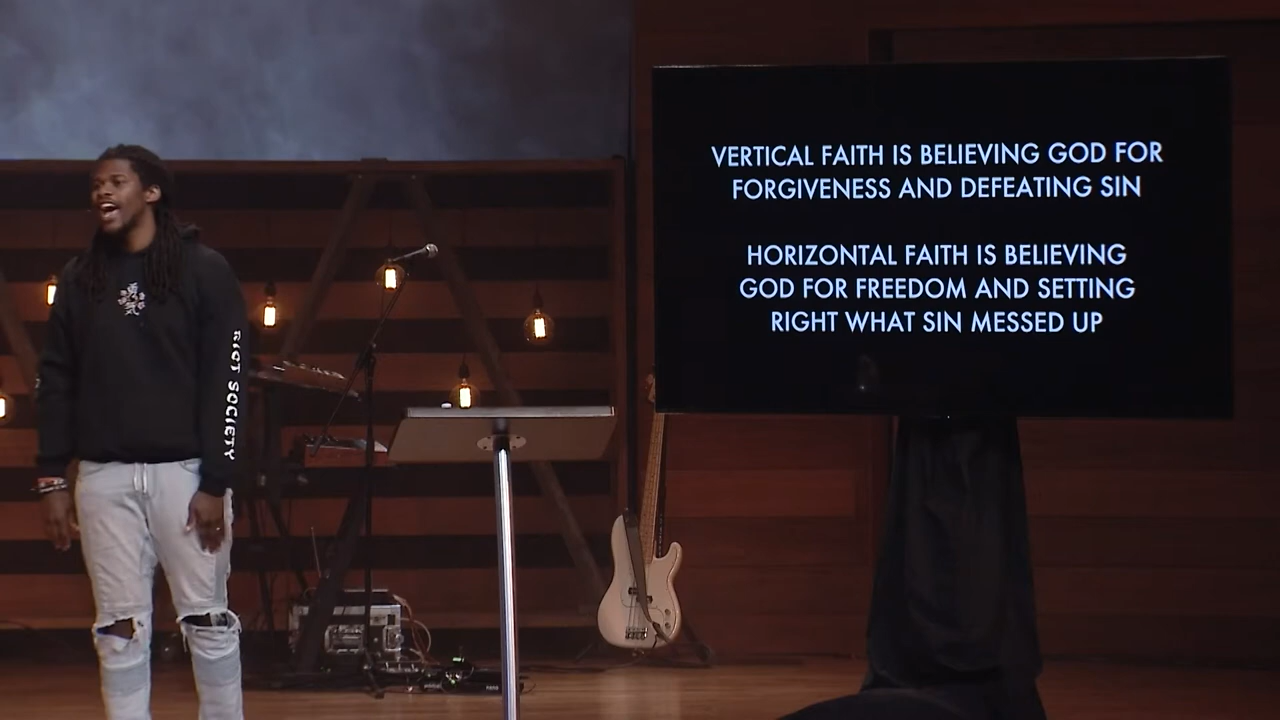 VERTICAL FAITH IS BELIEVING GOD FOR
FORGIVENESS AND DEFEATING SIN
HORIZONTAL FAITH IS BELIEVING
GOD FOR FREEDOM AND SETTING
RIGHT WHAT SIN MESSED UP
RIOT SOCIETY